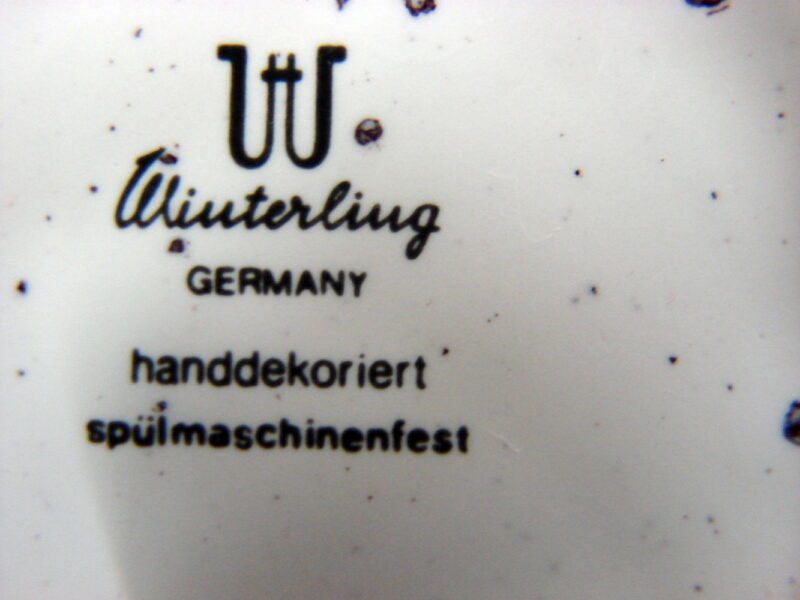 Winterling
GERMANY
handdekoriert
spülmaschinenfest